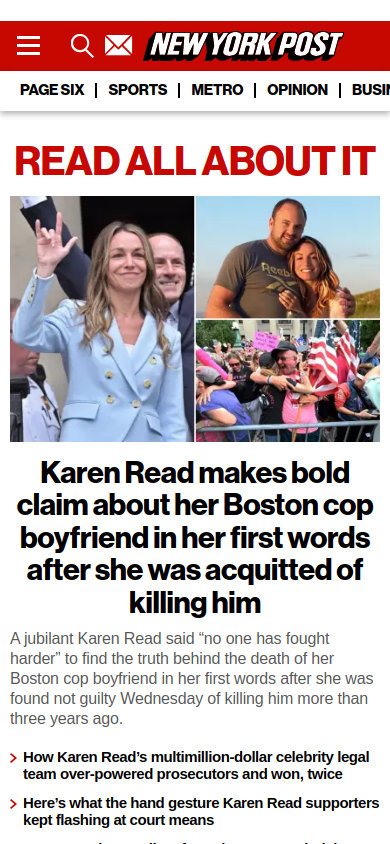 NEW YORK POST
PAGE SIX | SPORTS | METRO | OPINION | BUSIN
READ ALL ABOUT IT
Reebok
Karen Read makes bold
claim about her Boston cop
boyfriend in her first words
after she was acquitted of
killing him
A jubilant Karen Read said “no one has fought
harder” to find the truth behind the death of her
Boston cop boyfriend in her first words after she was
found not guilty Wednesday of killing him more than
three years ago.
How Karen Read’s multimillion-dollar celebrity legal
team over-powered prosecutors and won, twice
Here’s what the hand gesture Karen Read supporters
kept flashing at court means